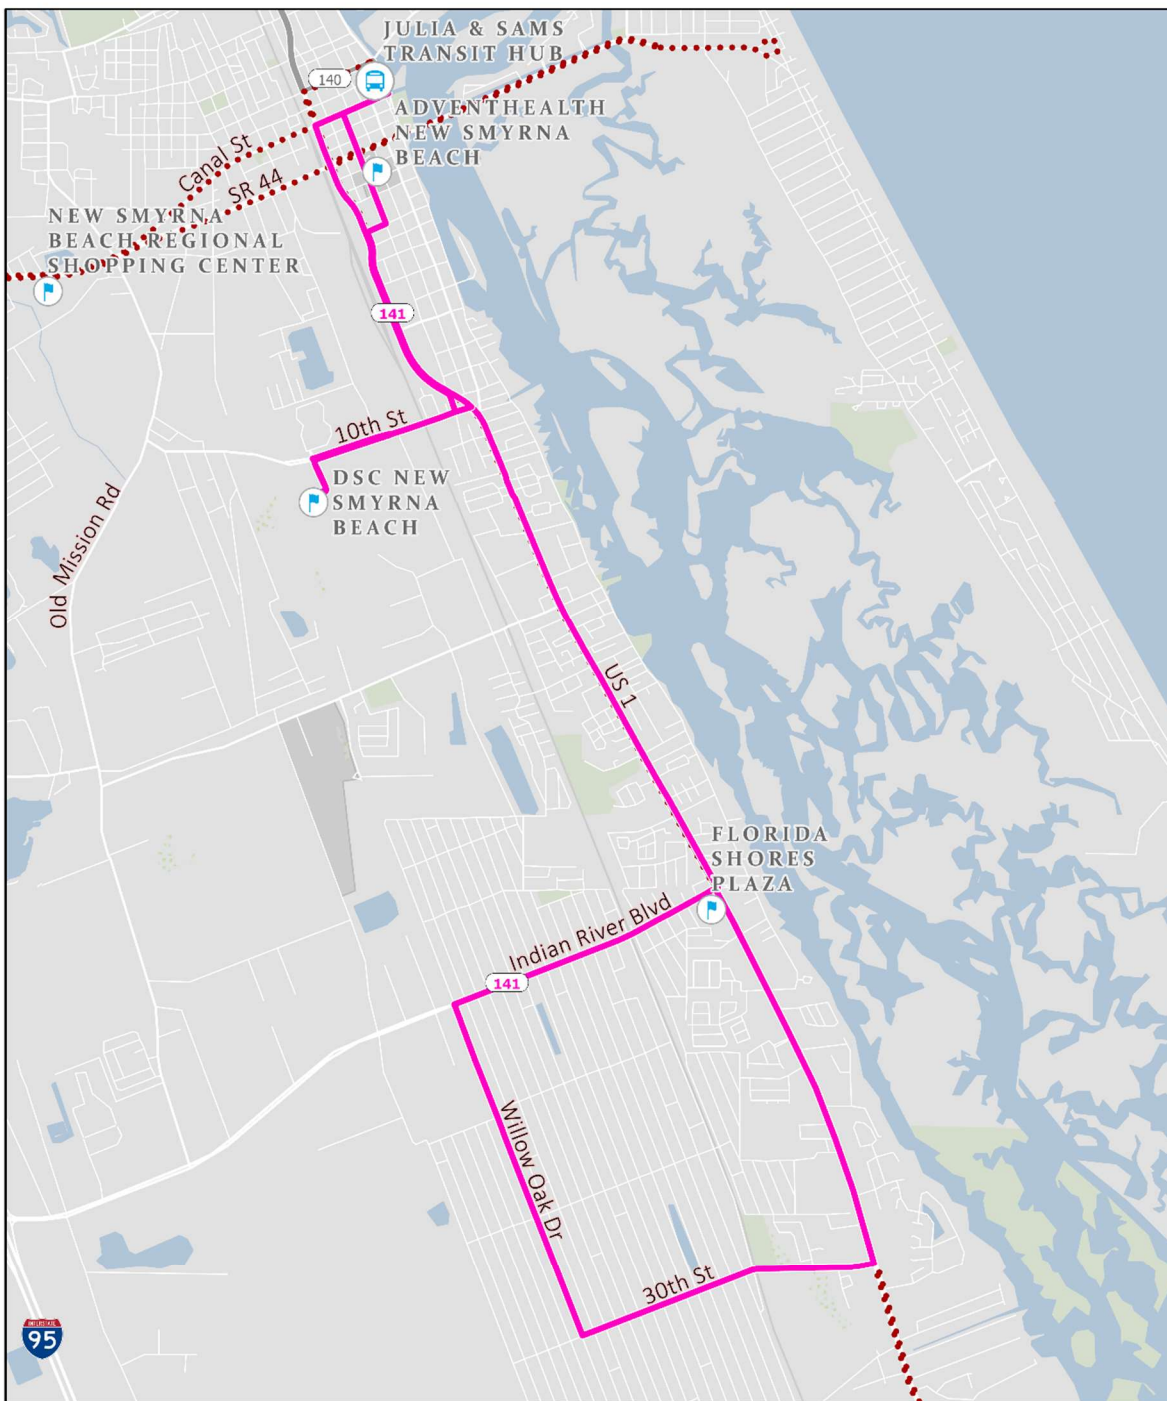 JULIA & SAMS
TRANSIT HUB
140
ADVENTHEALTH
NEW SMYRNA
BEACH
Canal St
SR 44
NEW SMYRNA
BEACH REGIONAL
SHOPPING CENTER
141
10th St
DSC NEW
SMYRNA
BEACH
Old Mission Rd
US 1
FLORIDA
SHORES
PLAZA
Indian River Blvd
141
Willow Oak Dr
30th St
INTERSTATE
95